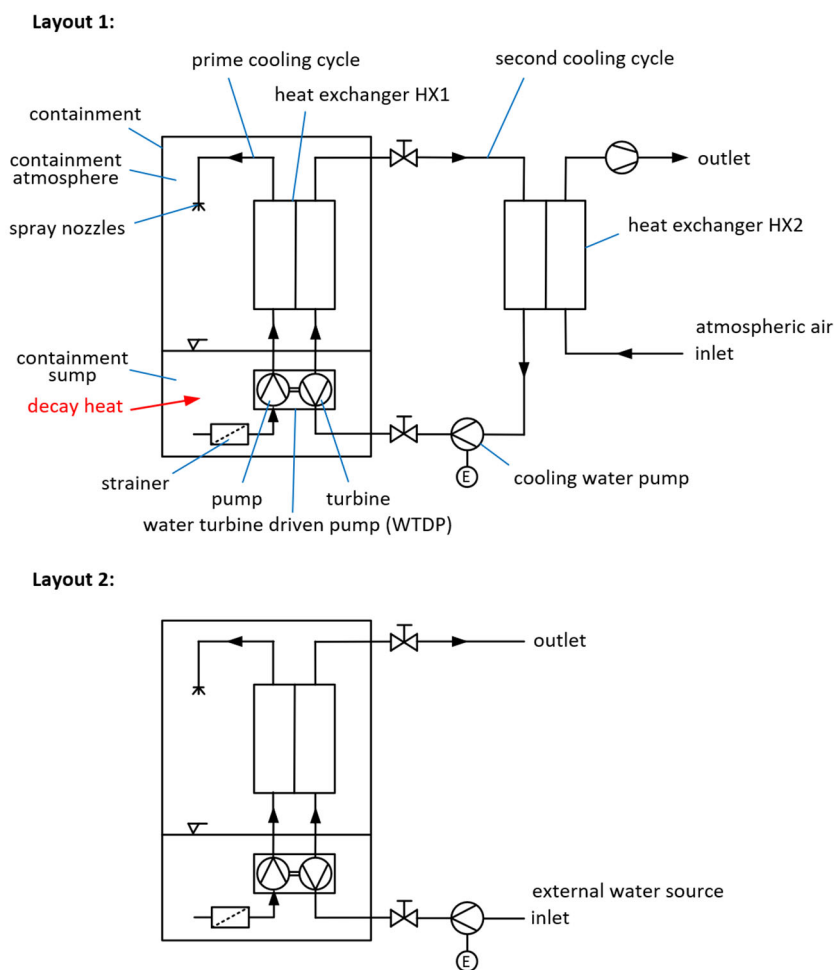 Layout 1:
prime cooling cycle
second cooling cycle
heat exchanger HX1
containment
containment
atmosphere
outlet
spray nozzles
heat exchanger HX2
atmospheric air
inlet
containment
sump
decay heat
strainer
pump
turbine
cooling water pump
E
water turbine driven pump (WTDP)
Layout 2:
outlet
external water source
inlet
E